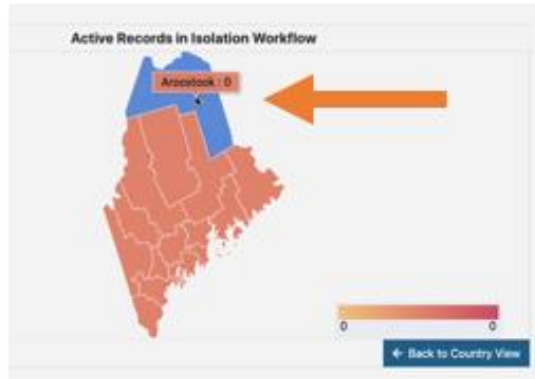 Active Records in Isolation Workflow
Aroostook : 0
0 0
← Back to Country View